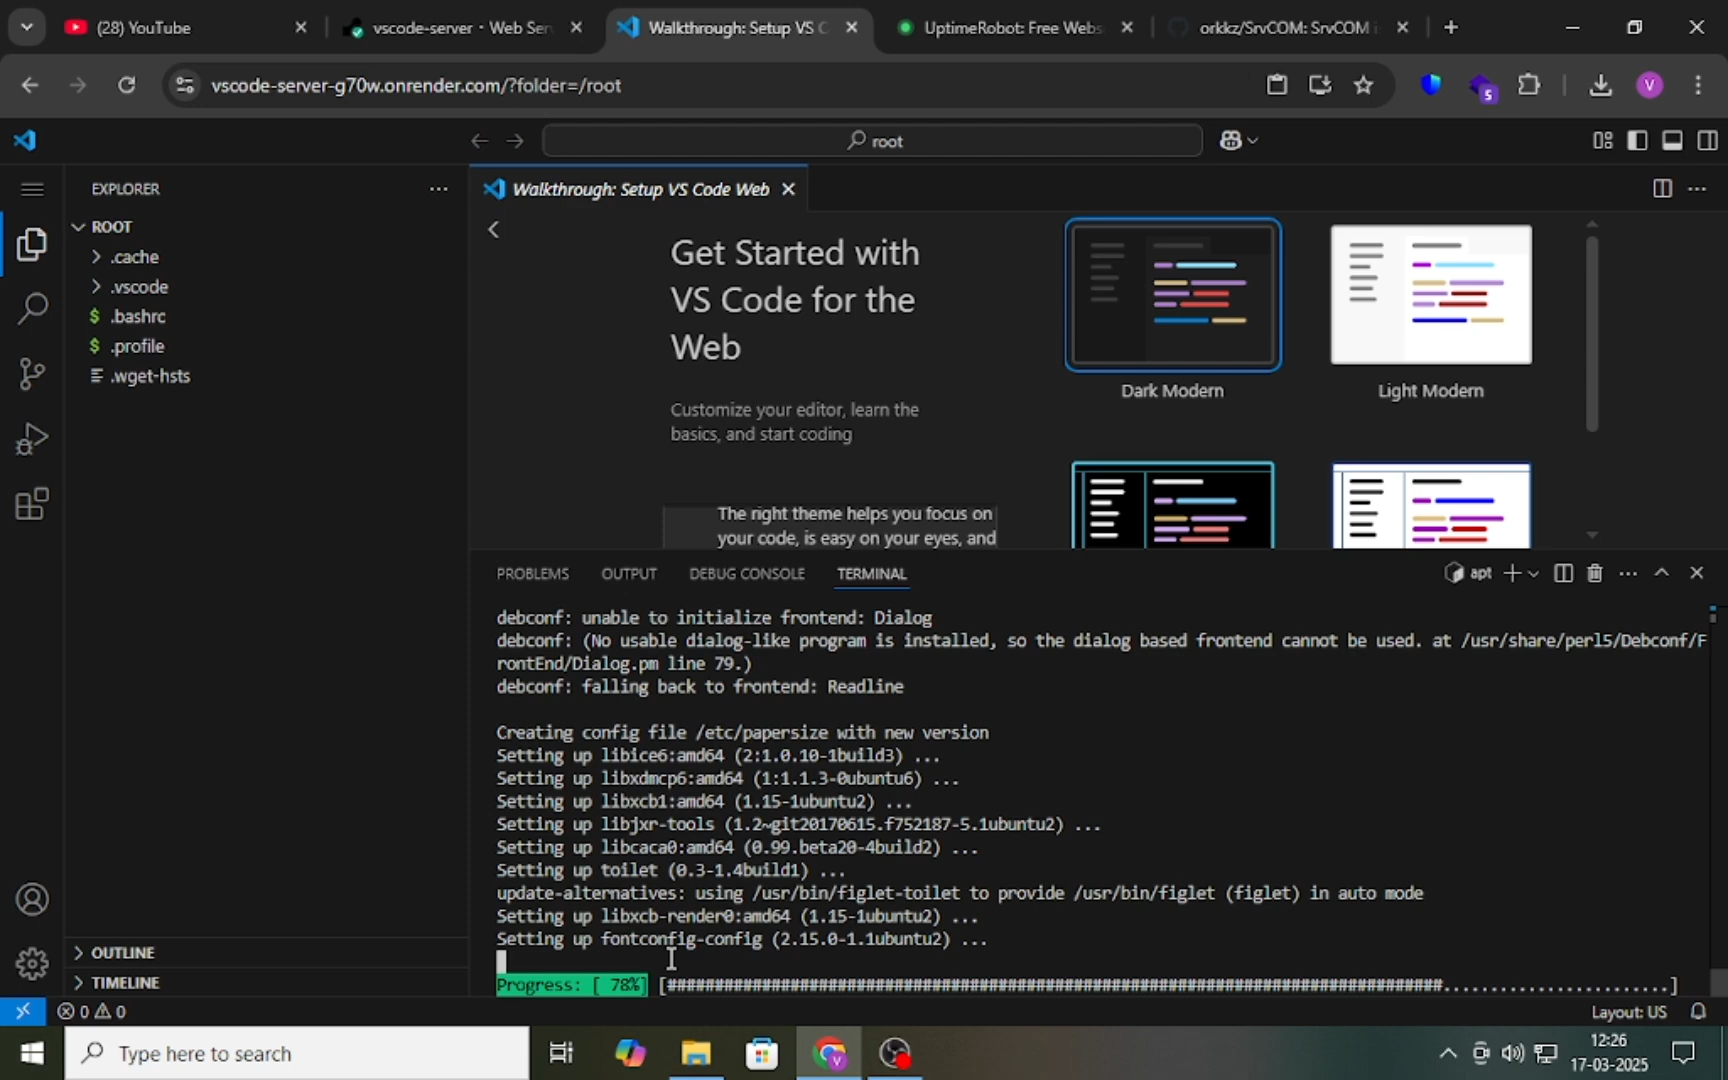 (28) YouTube
vscode-server · Web Ser
Walkthrough: Setup VS C
UptimeRobot: Free Webs
orkkz/SrvCOM: SrvCOM i
vscode-server-g70w.onrender.com/?folder=/root
V
5
root
EXPLORER
Walkthrough: Setup VS Code Web
ROOT
.cache
.vscode
.bashrc
.profile
.wget-hsts
Get Started with
VS Code for the
Web
Customize your editor, learn the
basics, and start coding
The right theme helps you focus on
your code, is easy on your eyes, and
Dark Modern
Light Modern
PROBLEMS
OUTPUT
DEBUG CONSOLE
TERMINAL
apt
debconf: unable to initialize frontend: Dialog
debconf: (No usable dialog-like program is installed, so the dialog based frontend cannot be used. at /usr/share/perl5/Debconf/F
rontEnd/Dialog.pm line 79.)
debconf: falling back to frontend: Readline
Creating config file /etc/papersize with new version
Setting up libice6:amd64 (2:1.0.10-1build3) ...
Setting up libxdmcp6:amd64 (1:1.1.3-0ubuntu6) ...
Setting up libxcb1:amd64 (1.15-1ubuntu2) ...
Setting up libjxr-tools (1.2~git20170615.f752187-5.1ubuntu2) ...
Setting up libcaca0:amd64 (0.99.beta20-4build2) ...
Setting up toilet (0.3-1.4build1) ...
update-alternatives: using /usr/bin/figlet-toilet to provide /usr/bin/figlet (figlet) in auto mode
Setting up libxcb-render0:amd64 (1.15-1ubuntu2) ...
Setting up fontconfig-config (2.15.0-1.1ubuntu2) ...
Progress: [ 78%]
OUTLINE
TIMELINE
0 0
Layout: US
Type here to search
12:26
17-03-2025